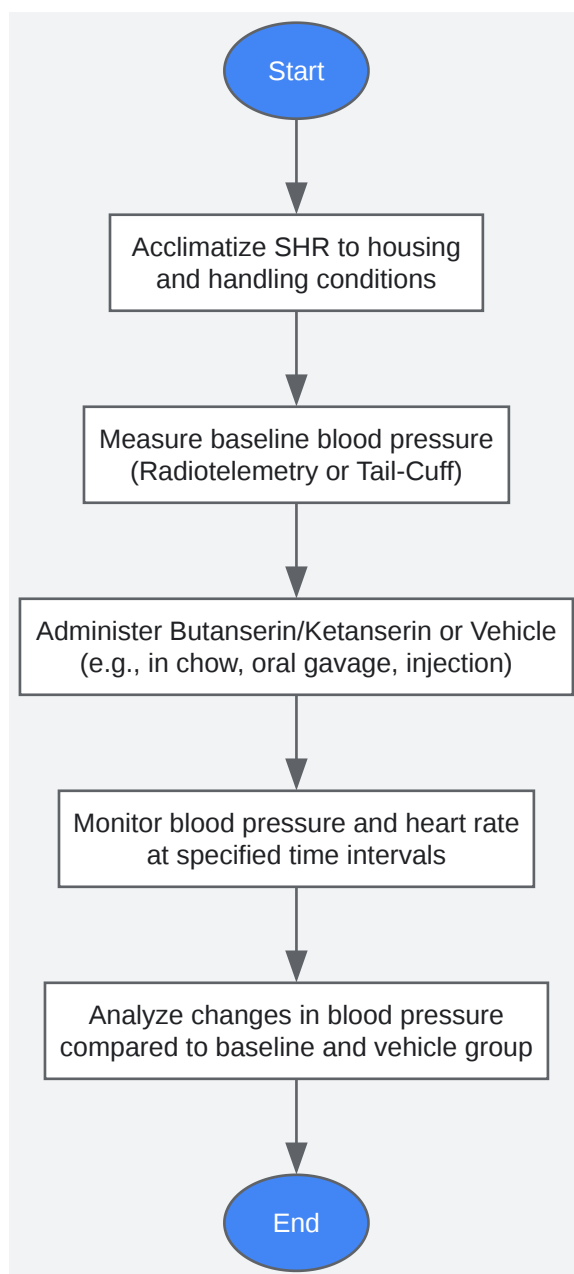 Start
Acclimatize SHR to housing
and handling conditions
Measure baseline blood pressure
(Radiotelemetry or Tail-Cuff)
Administer Butanserin/Ketanserin or Vehicle
(e.g., in chow, oral gavage, injection)
Monitor blood pressure and heart rate
at specified time intervals
Analyze changes in blood pressure
compared to baseline and vehicle group
End